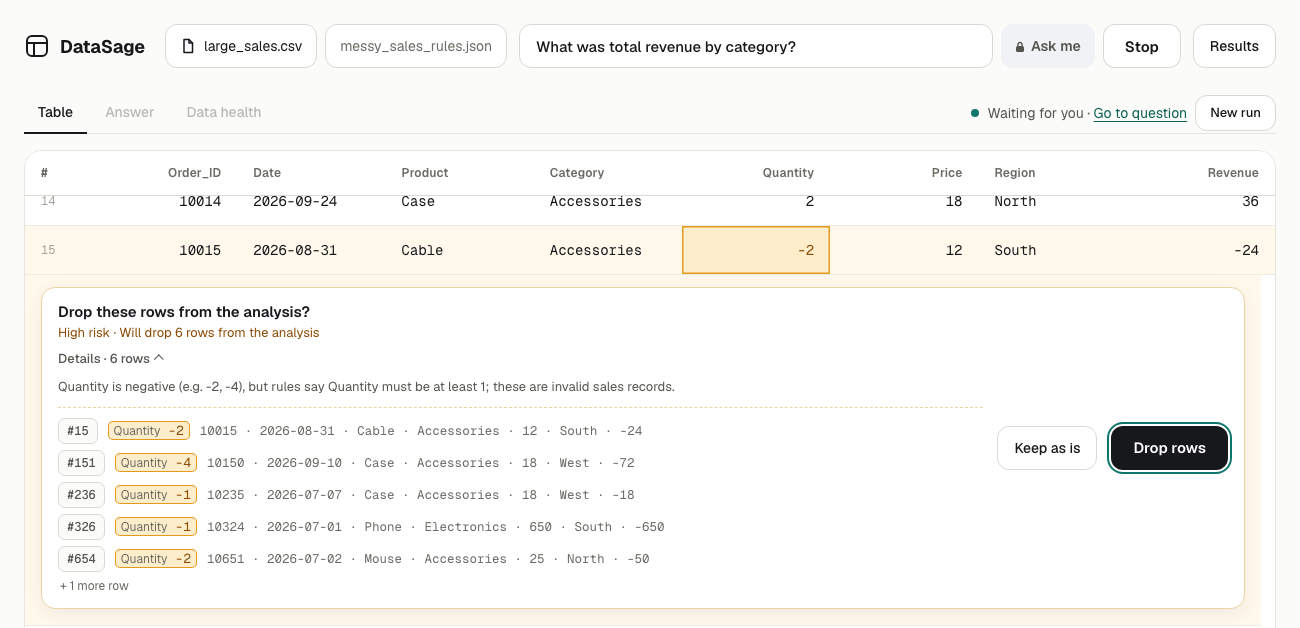 DataSage
large_sales.csv
messy_sales_rules.json
What was total revenue by category?
Ask me
Stop
Results
Table
Answer
Data health
Waiting for you · Go to question
New run
# Order_ID Date Product Category Quantity Price Region Revenue
14 10014 2026-09-24 Case Accessories 2 18 North 36
15 10015 2026-08-31 Cable Accessories -2 12 South -24
Drop these rows from the analysis?
High risk · Will drop 6 rows from the analysis
Details · 6 rows
Quantity is negative (e.g. -2, -4), but rules say Quantity must be at least 1; these are invalid sales records.
#15 Quantity -2 10015 · 2026-08-31 · Cable · Accessories · 12 · South · -24
#151 Quantity -4 10150 · 2026-09-10 · Case · Accessories · 18 · West · -72
#236 Quantity -1 10235 · 2026-07-07 · Case · Accessories · 18 · West · -18
#326 Quantity -1 10324 · 2026-07-01 · Phone · Electronics · 650 · South · -650
#654 Quantity -2 10651 · 2026-07-02 · Mouse · Accessories · 25 · North · -50
+ 1 more row
Keep as is
Drop rows